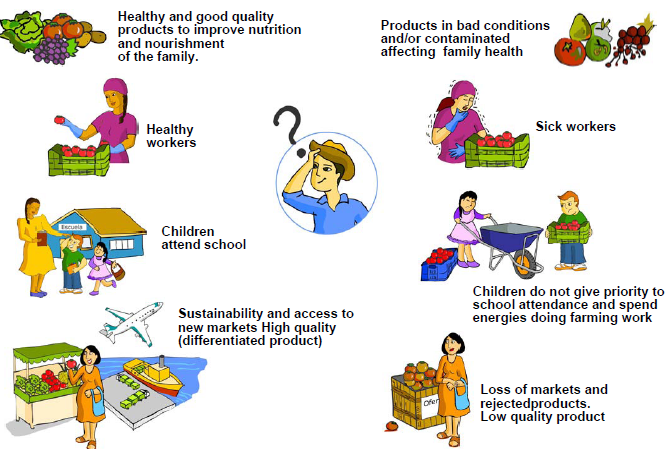 Healthy and good quality
products to improve nutrition
and nourishment
of the family.
Products in bad conditions
and/or contaminated
affecting family health
Healthy
workers
?
Sick workers
Escuela
Children
attend school
Children do not give priority to
school attendance and spend
energies doing farming work
Sustainability and access to
new markets High quality
(differentiated product)
Ofer
Loss of markets and
rejectedproducts.
Low quality product